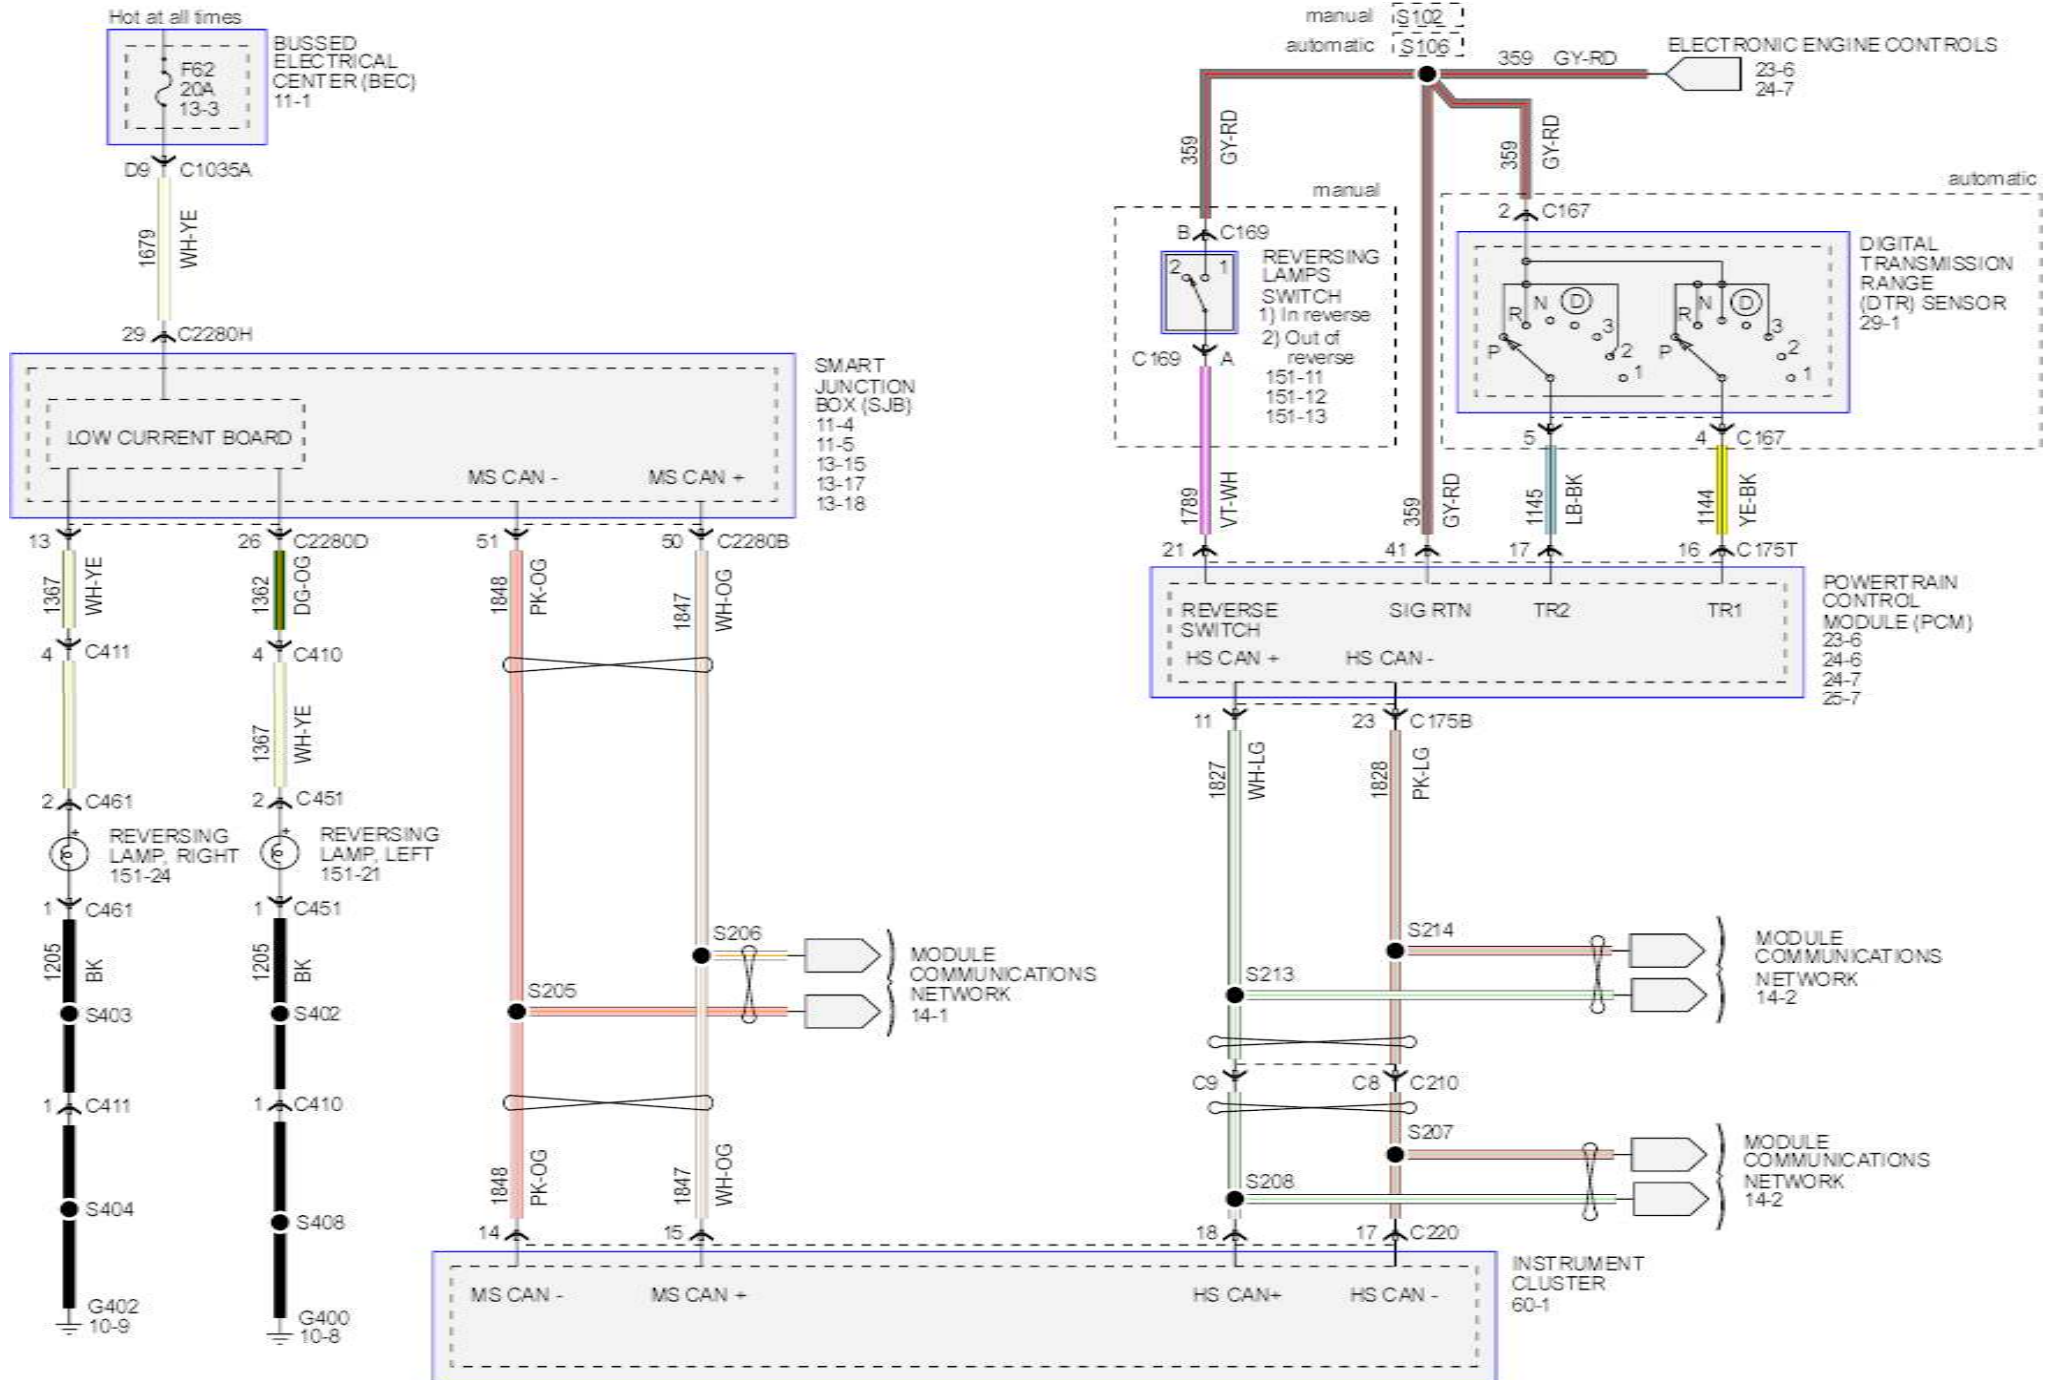 Hot at all times
BUSSED
ELECTRICAL
CENTER (BEC)
11-1
F62
20A
13-3
D9 C1035A
1679 WH-YE
29 C2280H
SMART
JUNCTION
BOX (SJB)
11-4
11-5
13-15
13-17
13-18
LOW CURRENT BOARD
MS CAN -
MS CAN +
13
26 C2280D
51
50 C2280B
1367 WH-YE
1362 DG-OG
1848 PK-OG
1847 WH-OG
4 C411
4 C410
1367 WH-YE
2 C461
2 C451
REVERSING
LAMP, RIGHT
151-24
REVERSING
LAMP, LEFT
151-21
1 C461
1 C451
1205 BK
1205 BK
S403
S402
1 C411
1 C410
S404
S408
G402
10-9
G400
10-8
S206
S205
MODULE
COMMUNICATIONS
NETWORK
14-1
1848 PK-OG
1847 WH-OG
14
15
manual S102
automatic S106
359 GY-RD
ELECTRONIC ENGINE CONTROLS
23-6
24-7
359 GY-RD
359 GY-RD
manual
automatic
B C169
2 1
REVERSING
LAMPS
SWITCH
1) In reverse
2) Out of
reverse
151-11
151-12
151-13
C169 A
1789 VT-WH
359 GY-RD
2 C167
DIGITAL
TRANSMISSION
RANGE
(DTR) SENSOR
29-1
P R N D 3 2 1
P R N D 3 2 1
5
4 C167
1145 LB-BK
1144 YE-BK
21
41
17
16 C175T
POWERTRAIN
CONTROL
MODULE (PCM)
23-6
24-6
24-7
25-7
REVERSE
SWITCH
SIG RTN
TR2
TR1
HS CAN +
HS CAN -
11
23 C175B
1827 WH-LG
1828 PK-LG
S214
S213
MODULE
COMMUNICATIONS
NETWORK
14-2
C9
C8 C210
S207
S208
MODULE
COMMUNICATIONS
NETWORK
14-2
18
17 C220
INSTRUMENT
CLUSTER
60-1
MS CAN -
MS CAN +
HS CAN+
HS CAN -